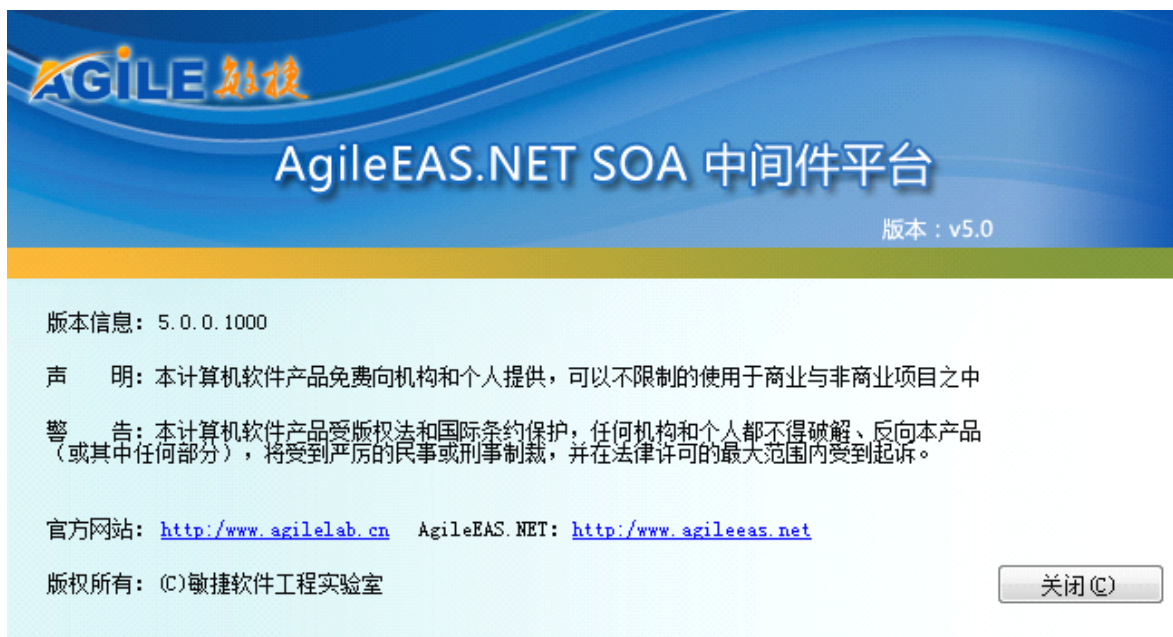 AGiLE敏捷
AgileEAS.NET SOA 中间件平台
版本：v5.0
版本信息：5.0.0.1000
声　　明：本计算机软件产品免费向机构和个人提供，可以不限制的使用于商业与非商业项目之中
警　　告：本计算机软件产品受版权法和国际条约保护，任何机构和个人都不得破解、反向本产品
（或其中任何部分），将受到严厉的民事或刑事制裁，并在法律许可的最大范围内受到起诉。
官方网站：http:/www.agilelab.cn　AgileEAS.NET：http:/www.agileeas.net
版权所有：(C)敏捷软件工程实验室
关闭(C)